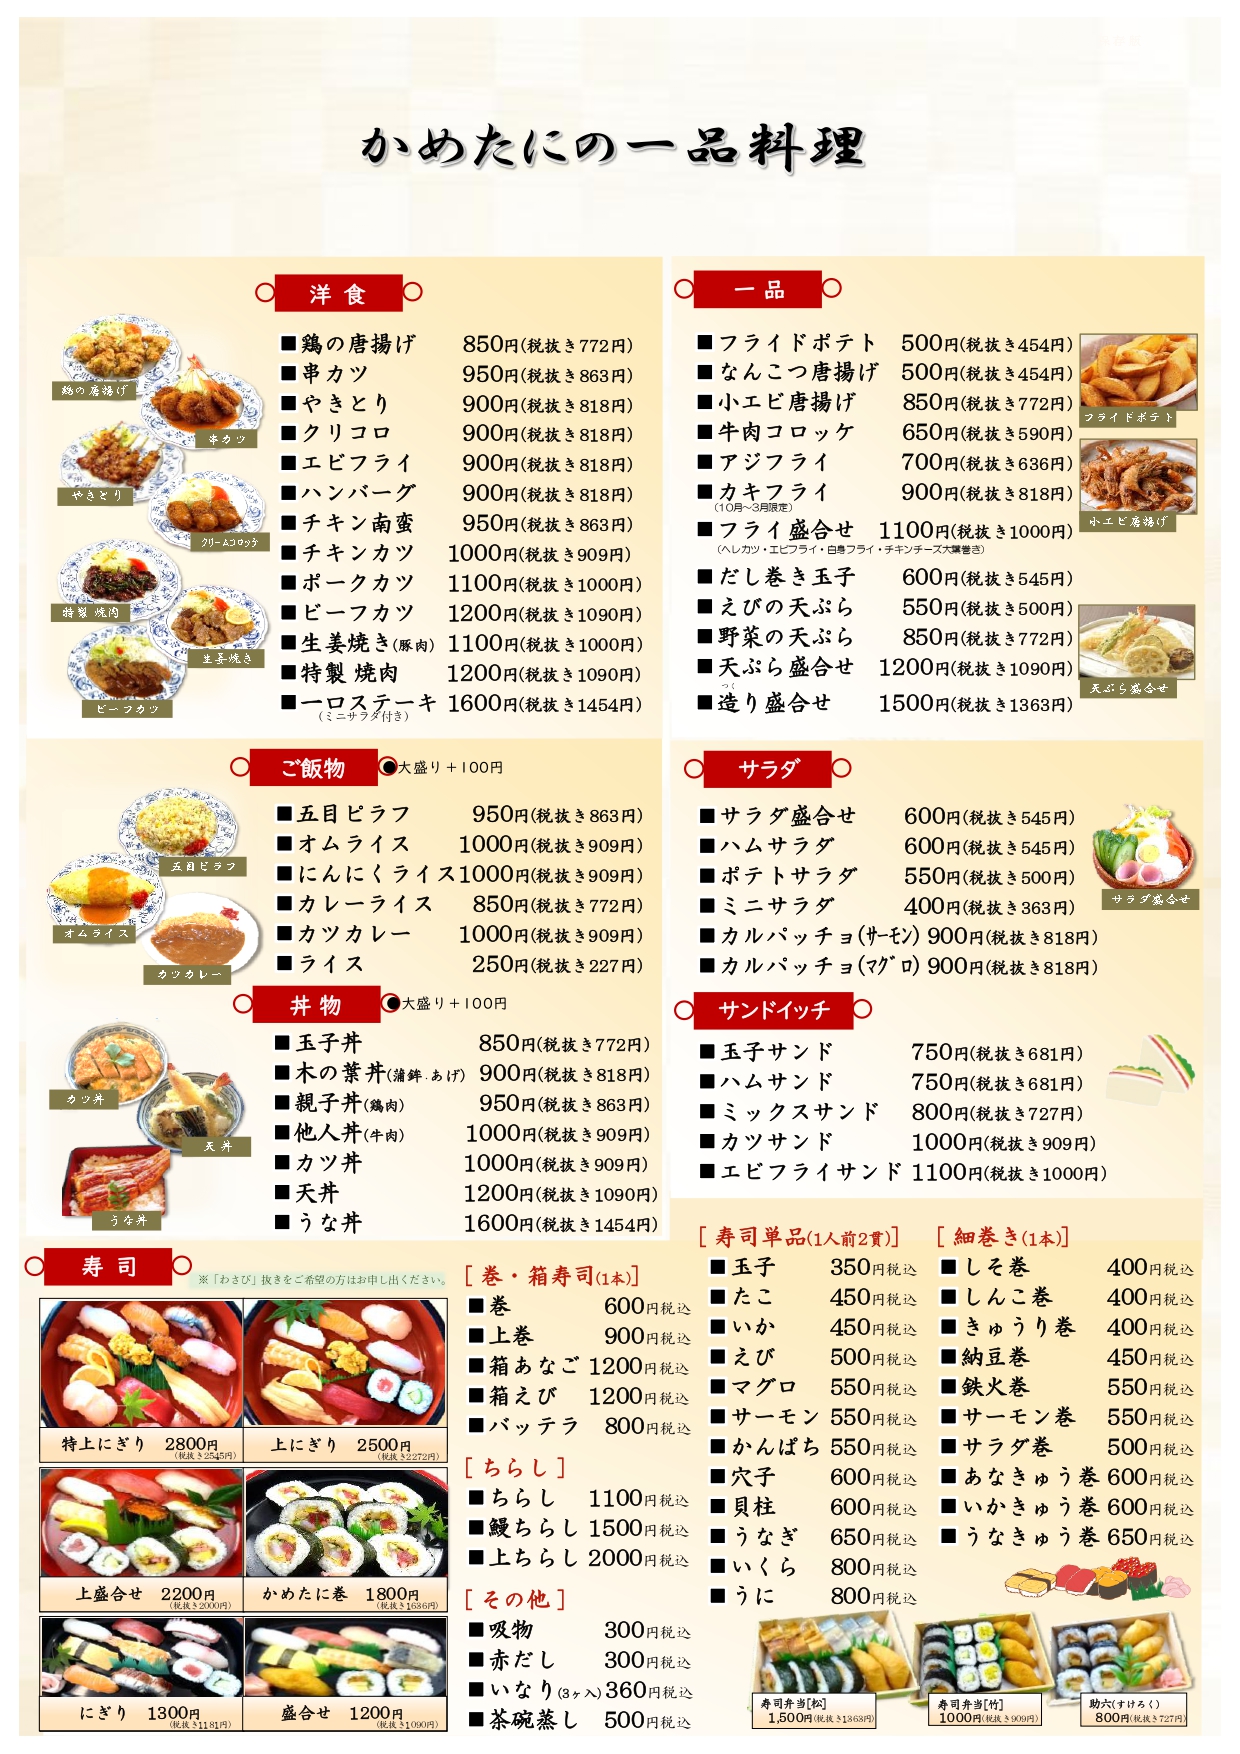 かめたにの一品料理
洋 食
■鶏の唐揚げ 850円(税抜き772円)
■串カツ 950円(税抜き863円)
■やきとり 900円(税抜き818円)
■クリコロ 900円(税抜き818円)
■エビフライ 900円(税抜き818円)
■ハンバーグ 900円(税抜き818円)
■チキン南蛮 950円(税抜き863円)
■チキンカツ 1000円(税抜き909円)
■ポークカツ 1100円(税抜き1000円)
■ビーフカツ 1200円(税抜き1090円)
■生姜焼き(豚肉) 1100円(税抜き1000円)
■特製 焼肉 1200円(税抜き1090円)
■一口ステーキ 1600円(税抜き1454円)
(ミニサラダ付き)
鶏の唐揚げ
串カツ
やきとり
クリームコロッケ
特製 焼肉
生姜焼き
ビーフカツ
一 品
■フライドポテト 500円(税抜き454円)
■なんこつ唐揚げ 500円(税抜き454円)
■小エビ唐揚げ 850円(税抜き772円)
■牛肉コロッケ 650円(税抜き590円)
■アジフライ 700円(税抜き636円)
■カキフライ 900円(税抜き818円)
(10月～3月限定)
■フライ盛合せ 1100円(税抜き1000円)
(ヘレカツ・エビフライ・白身フライ・チキンチーズ大葉巻き)
■だし巻き玉子 600円(税抜き545円)
■えびの天ぷら 550円(税抜き500円)
■野菜の天ぷら 850円(税抜き772円)
■天ぷら盛合せ 1200円(税抜き1090円)
つく
■造り盛合せ 1500円(税抜き1363円)
フライドポテト
小エビ唐揚げ
天ぷら盛合せ
ご飯物 ●大盛り＋100円
■五目ピラフ 950円(税抜き863円)
■オムライス 1000円(税抜き909円)
■にんにくライス1000円(税抜き909円)
■カレーライス 850円(税抜き772円)
■カツカレー 1000円(税抜き909円)
■ライス 250円(税抜き227円)
五目ピラフ
オムライス
カツカレー
サラダ
■サラダ盛合せ 600円(税抜き545円)
■ハムサラダ 600円(税抜き545円)
■ポテトサラダ 550円(税抜き500円)
■ミニサラダ 400円(税抜き363円)
■カルパッチョ(サーモン) 900円(税抜き818円)
■カルパッチョ(マグロ) 900円(税抜き818円)
サラダ盛合せ
丼 物 ●大盛り＋100円
■玉子丼 850円(税抜き772円)
■木の葉丼(蒲鉾.あげ) 900円(税抜き818円)
■親子丼(鶏肉) 950円(税抜き863円)
■他人丼(牛肉) 1000円(税抜き909円)
■カツ丼 1000円(税抜き909円)
■天丼 1200円(税抜き1090円)
■うな丼 1600円(税抜き1454円)
カツ丼
天丼
うな丼
サンドイッチ
■玉子サンド 750円(税抜き681円)
■ハムサンド 750円(税抜き681円)
■ミックスサンド 800円(税抜き727円)
■カツサンド 1000円(税抜き909円)
■エビフライサンド 1100円(税抜き1000円)
寿 司
※「わさび」抜きをご希望の方はお申し出ください。
特上にぎり 2800円
(税抜き2545円)
上にぎり 2500円
(税抜き2272円)
上盛合せ 2200円
(税抜き2000円)
かめたに巻 1800円
(税抜き1636円)
にぎり 1300円
(税抜き1181円)
盛合せ 1200円
(税抜き1090円)
[ 巻・箱寿司(1本)]
■巻 600円税込
■上巻 900円税込
■箱あなご 1200円税込
■箱えび 1200円税込
■バッテラ 800円税込
[ ちらし ]
■ちらし 1100円税込
■鰻ちらし 1500円税込
■上ちらし 2000円税込
[ その他 ]
■吸物 300円税込
■赤だし 300円税込
■いなり(3ヶ入) 360円税込
■茶碗蒸し 500円税込
[ 寿司単品(1人前2貫)]
■玉子 350円税込
■たこ 450円税込
■いか 450円税込
■えび 500円税込
■マグロ 550円税込
■サーモン 550円税込
■かんぱち 550円税込
■穴子 600円税込
■貝柱 600円税込
■うなぎ 650円税込
■いくら 800円税込
■うに 800円税込
[ 細巻き(1本)]
■しそ巻 400円税込
■しんこ巻 400円税込
■きゅうり巻 400円税込
■納豆巻 450円税込
■鉄火巻 550円税込
■サーモン巻 550円税込
■サラダ巻 500円税込
■あなきゅう巻 600円税込
■いかきゅう巻 600円税込
■うなきゅう巻 650円税込
寿司弁当[松]
1,500円(税抜き1363円)
寿司弁当[竹]
1000円(税抜き909円)
助六(すけろく)
800円(税抜き727円)